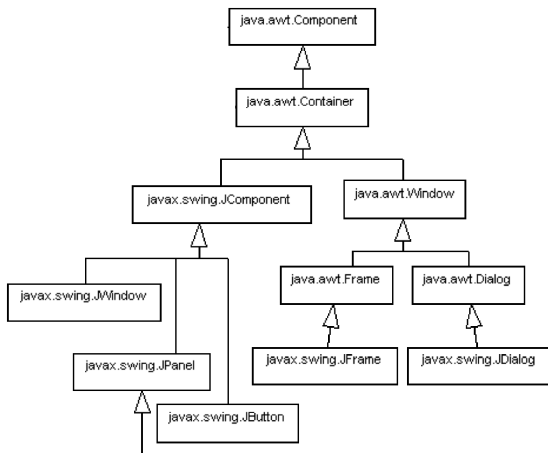 java.awt.Component
java.awt.Container
javax.swing.JComponent
java.awt.Window
java.awt.Frame
java.awt.Dialog
javax.swing.JWindow
javax.swing.JPanel
javax.swing.JFrame
javax.swing.JDialog
javax.swing.JButton